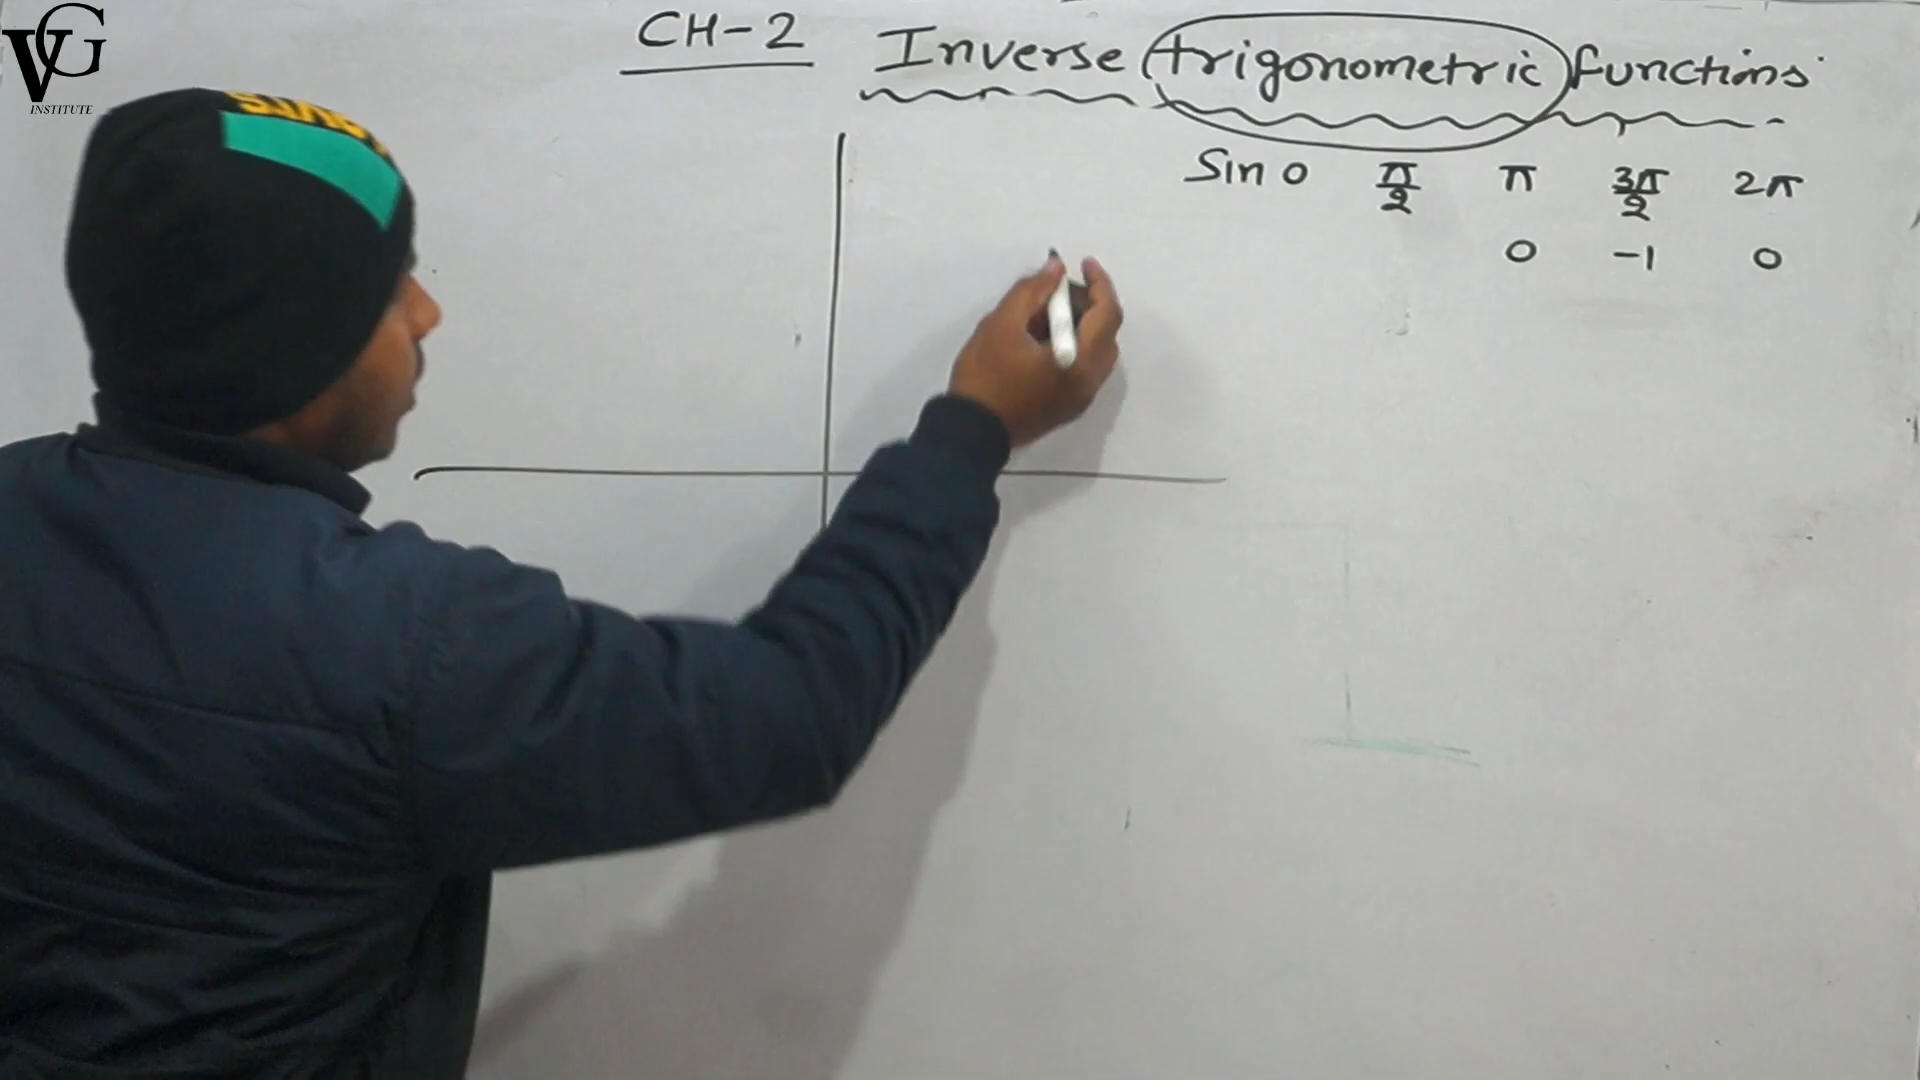 VG
INSTITUTE
CH-2 Inverse trigonometric functions
Sin 0 π/2 π 3π/2 2π
0 -1 0